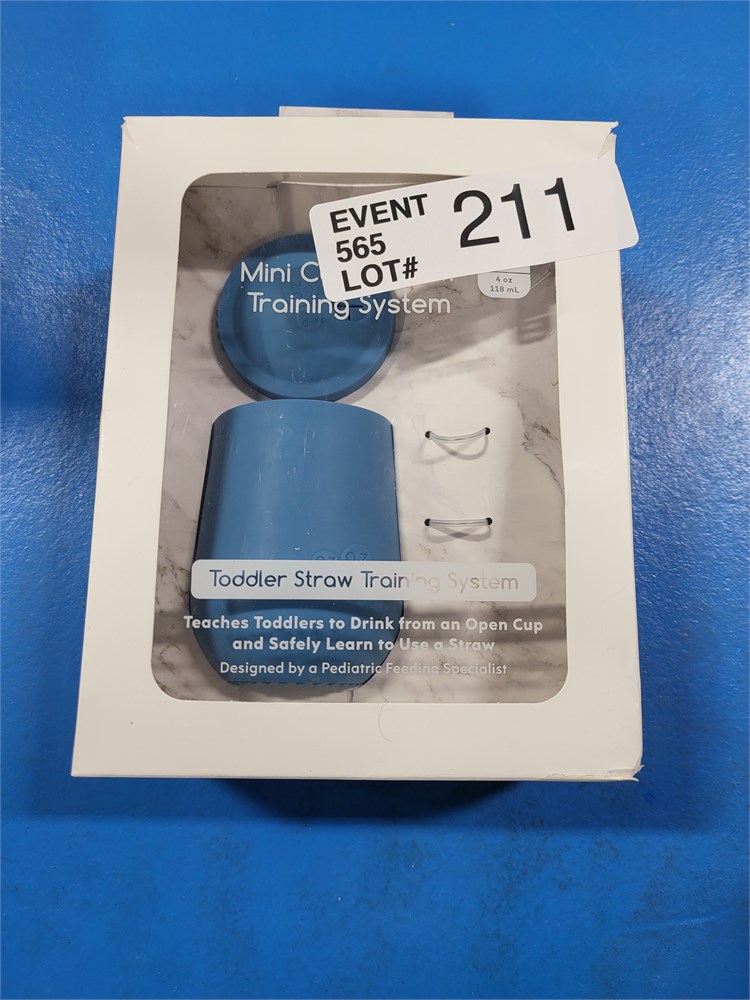 EVENT
565
LOT# 211
Mini C
Training System
4 oz
118 mL
Toddler Straw Training System
Teaches Toddlers to Drink from an Open Cup
and Safely Learn to Use a Straw
Designed by a Pediatric Feeding Specialist